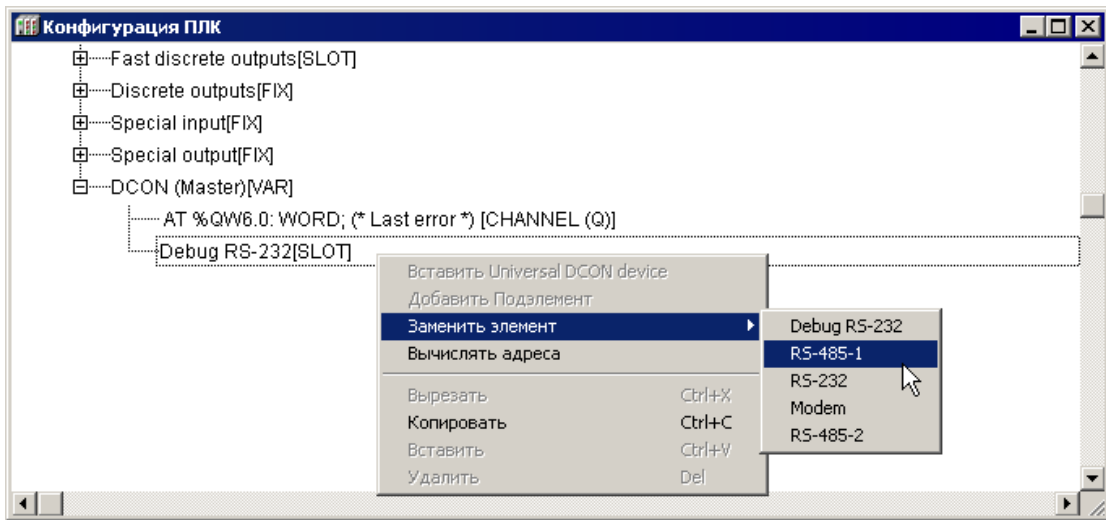 Конфигурация ПЛК
Fast discrete outputs[SLOT]
Discrete outputs[FIX]
Special input[FIX]
Special output[FIX]
DCON (Master)[VAR]
AT %QW6.0: WORD; (* Last error *) [CHANNEL (Q)]
Debug RS-232[SLOT]
Вставить Universal DCON device
Добавить Подэлемент
Заменить элемент
Вычислять адреса
Вырезать Ctrl+X
Копировать Ctrl+C
Вставить Ctrl+V
Удалить Del
Debug RS-232
RS-485-1
RS-232
Modem
RS-485-2